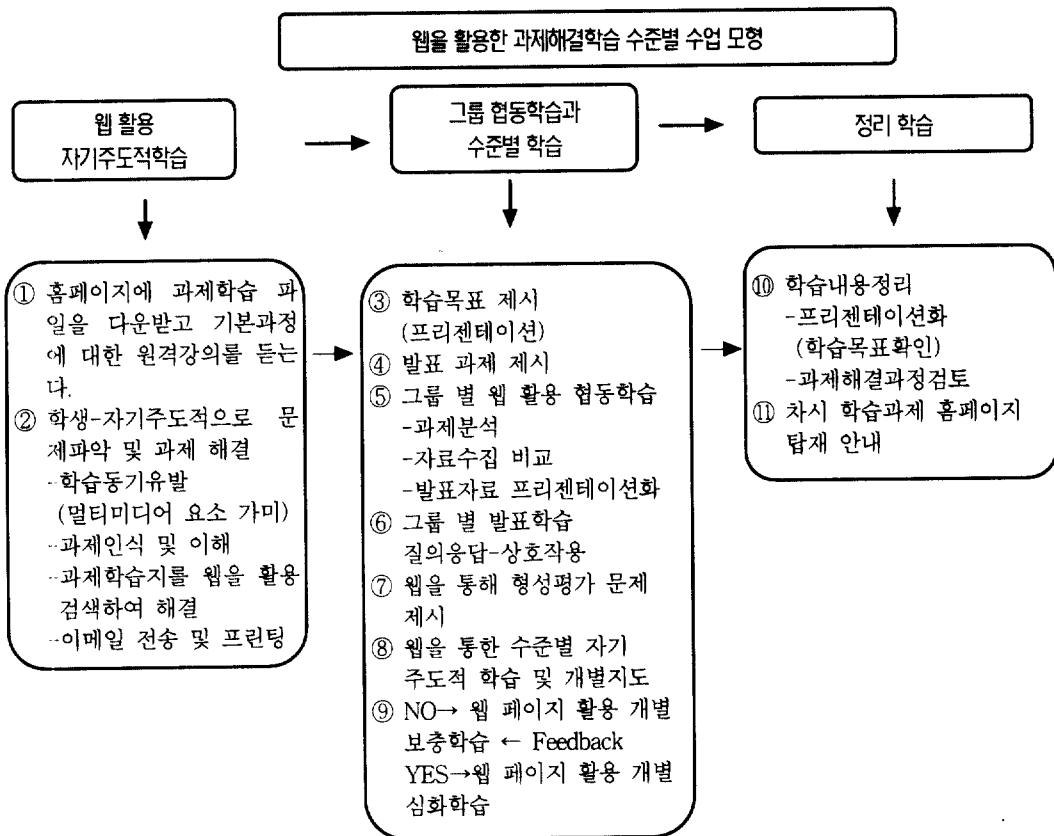 웹을 활용한 과제해결학습 수준별 수업 모형
웹 활용
자기주도적학습
그룹 협동학습과
수준별 학습
정리 학습
① 홈페이지에 과제학습 파
일을 다운받고 기본과정
에 대한 원격강의를 듣는
다.
② 학생-자기주도적으로 문
제파악 및 과제 해결
-학습동기유발
(멀티미디어 요소 가미)
-과제인식 및 이해
-과제학습지를 웹을 활용
검색하여 해결
-이메일 전송 및 프린팅
③ 학습목표 제시
(프리젠테이션)
④ 발표 과제 제시
⑤ 그룹 별 웹 활용 협동학습
-과제분석
-자료수집 비교
-발표자료 프리젠테이션화
⑥ 그룹 별 발표학습
질의응답-상호작용
⑦ 웹을 통해 형성평가 문제
제시
⑧ 웹을 통한 수준별 자기
주도적 학습 및 개별지도
⑨ NO→ 웹 페이지 활용 개별
보충학습 ← Feedback
YES→웹 페이지 활용 개별
심화학습
⑩ 학습내용정리
-프리젠테이션화
(학습목표확인)
-과제해결과정검토
⑪ 차시 학습과제 홈페이지
탑재 안내